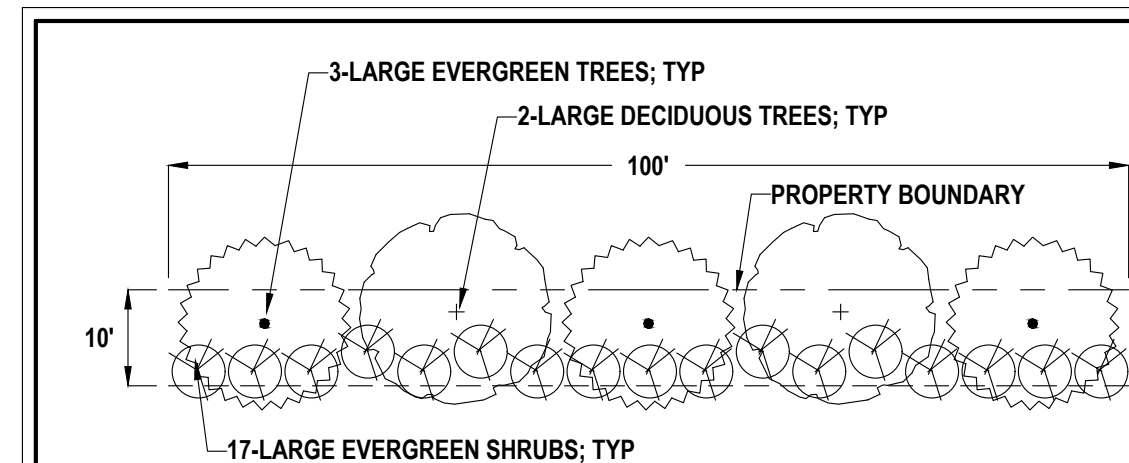 3-LARGE EVERGREEN TREES; TYP
2-LARGE DECIDUOUS TREES; TYP
100'
PROPERTY BOUNDARY
10'
17-LARGE EVERGREEN SHRUBS; TYP